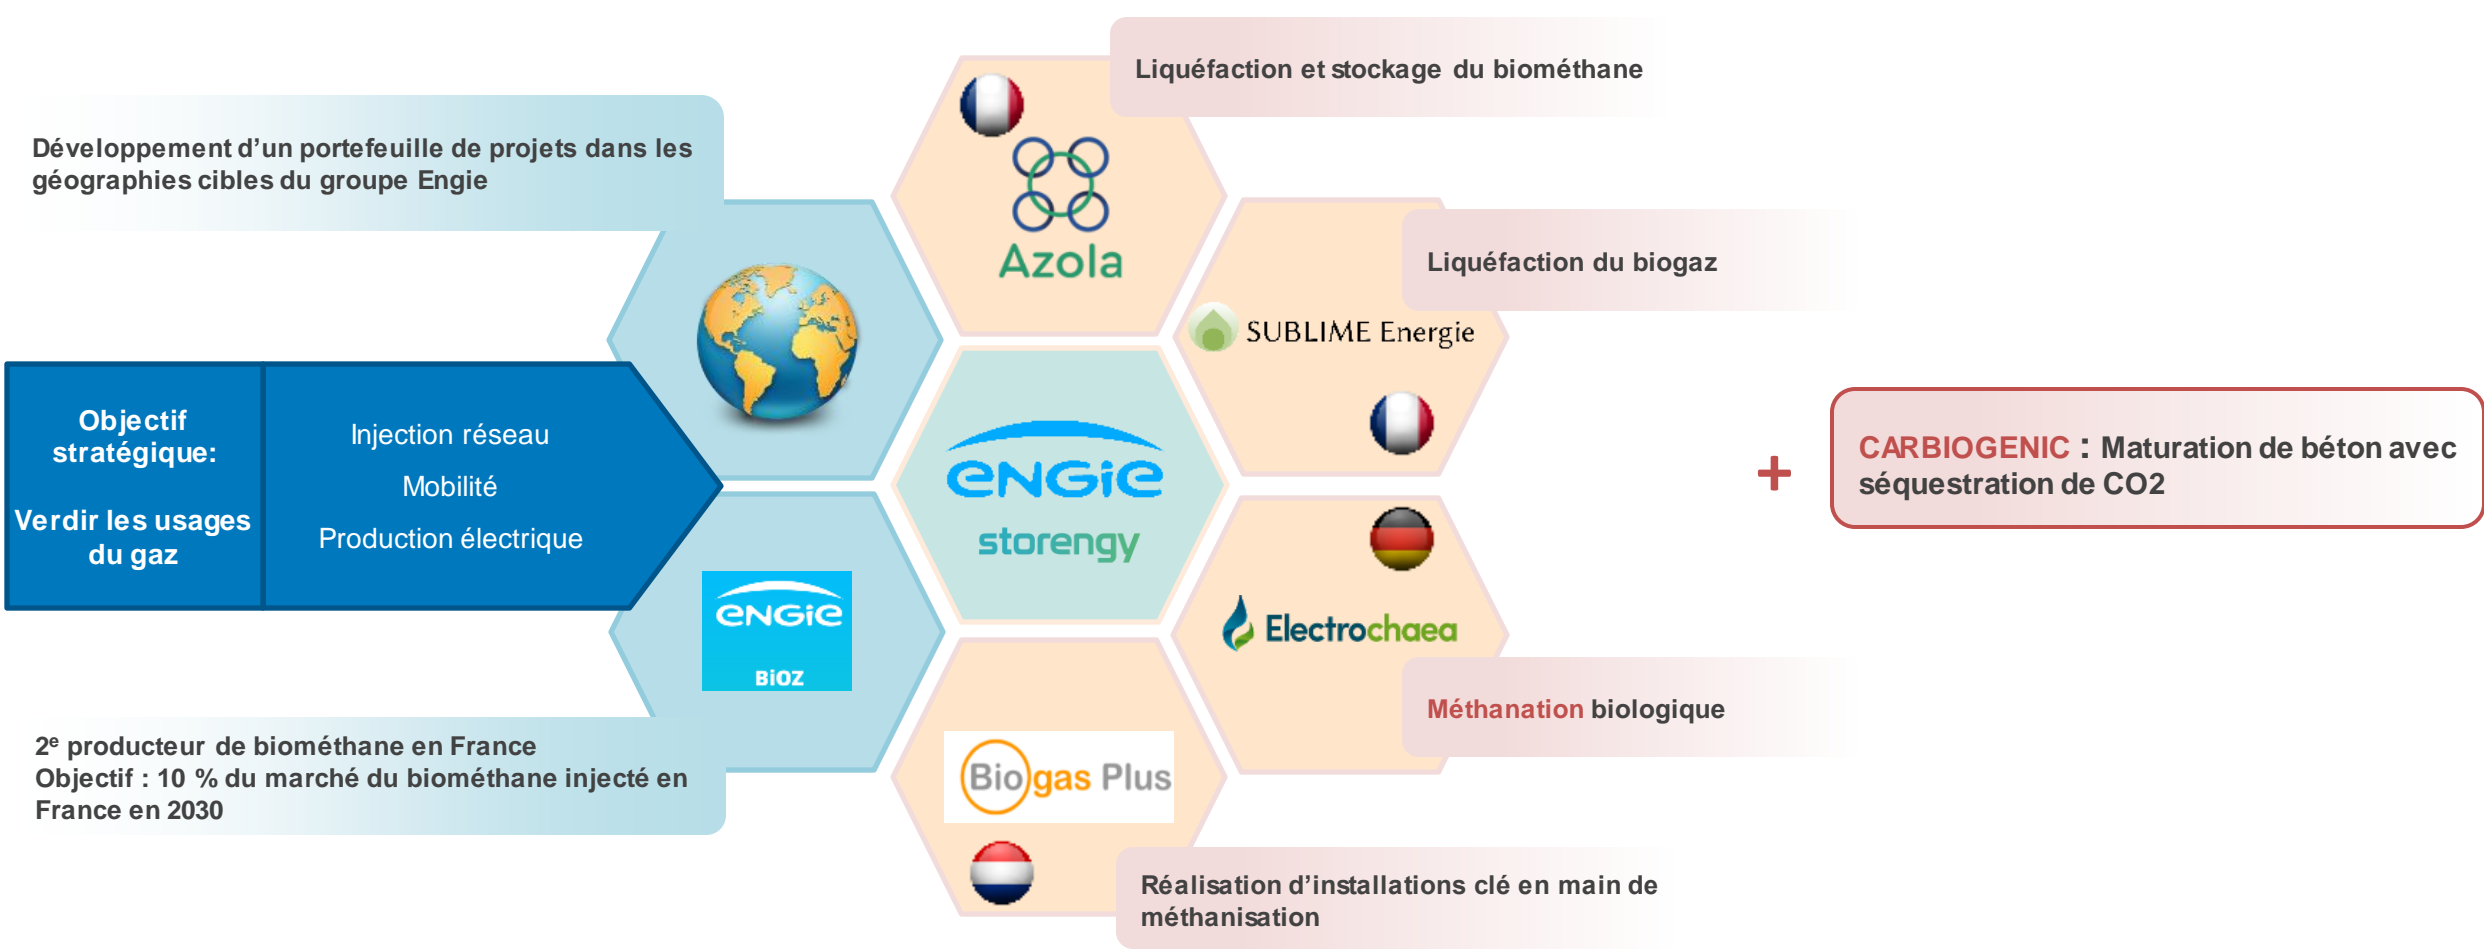 Liquéfaction et stockage du biométhane
Développement d’un portefeuille de projets dans les
géographies cibles du groupe Engie
Azola
Liquéfaction du biogaz
SUBLIME Energie
Objectif
stratégique:
Verdir les usages
du gaz
Injection réseau
Mobilité
Production électrique
ENGiE
storengy
+
CARBIOGENIC : Maturation de béton avec
séquestration de CO2
ENGiE
BiOZ
Electrochaea
Méthanation biologique
2e producteur de biométhane en France
Objectif : 10 % du marché du biométhane injecté en
France en 2030
Biogas Plus
Réalisation d’installations clé en main de
méthanisation